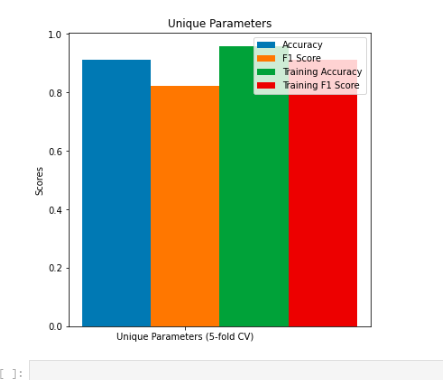 Unique Parameters
1.0
Accuracy
F1 Score
Training Accuracy
Training F1 Score
0.8
0.6
Scores
0.4
0.2
0.0
Unique Parameters (5-fold CV)
[ ]: